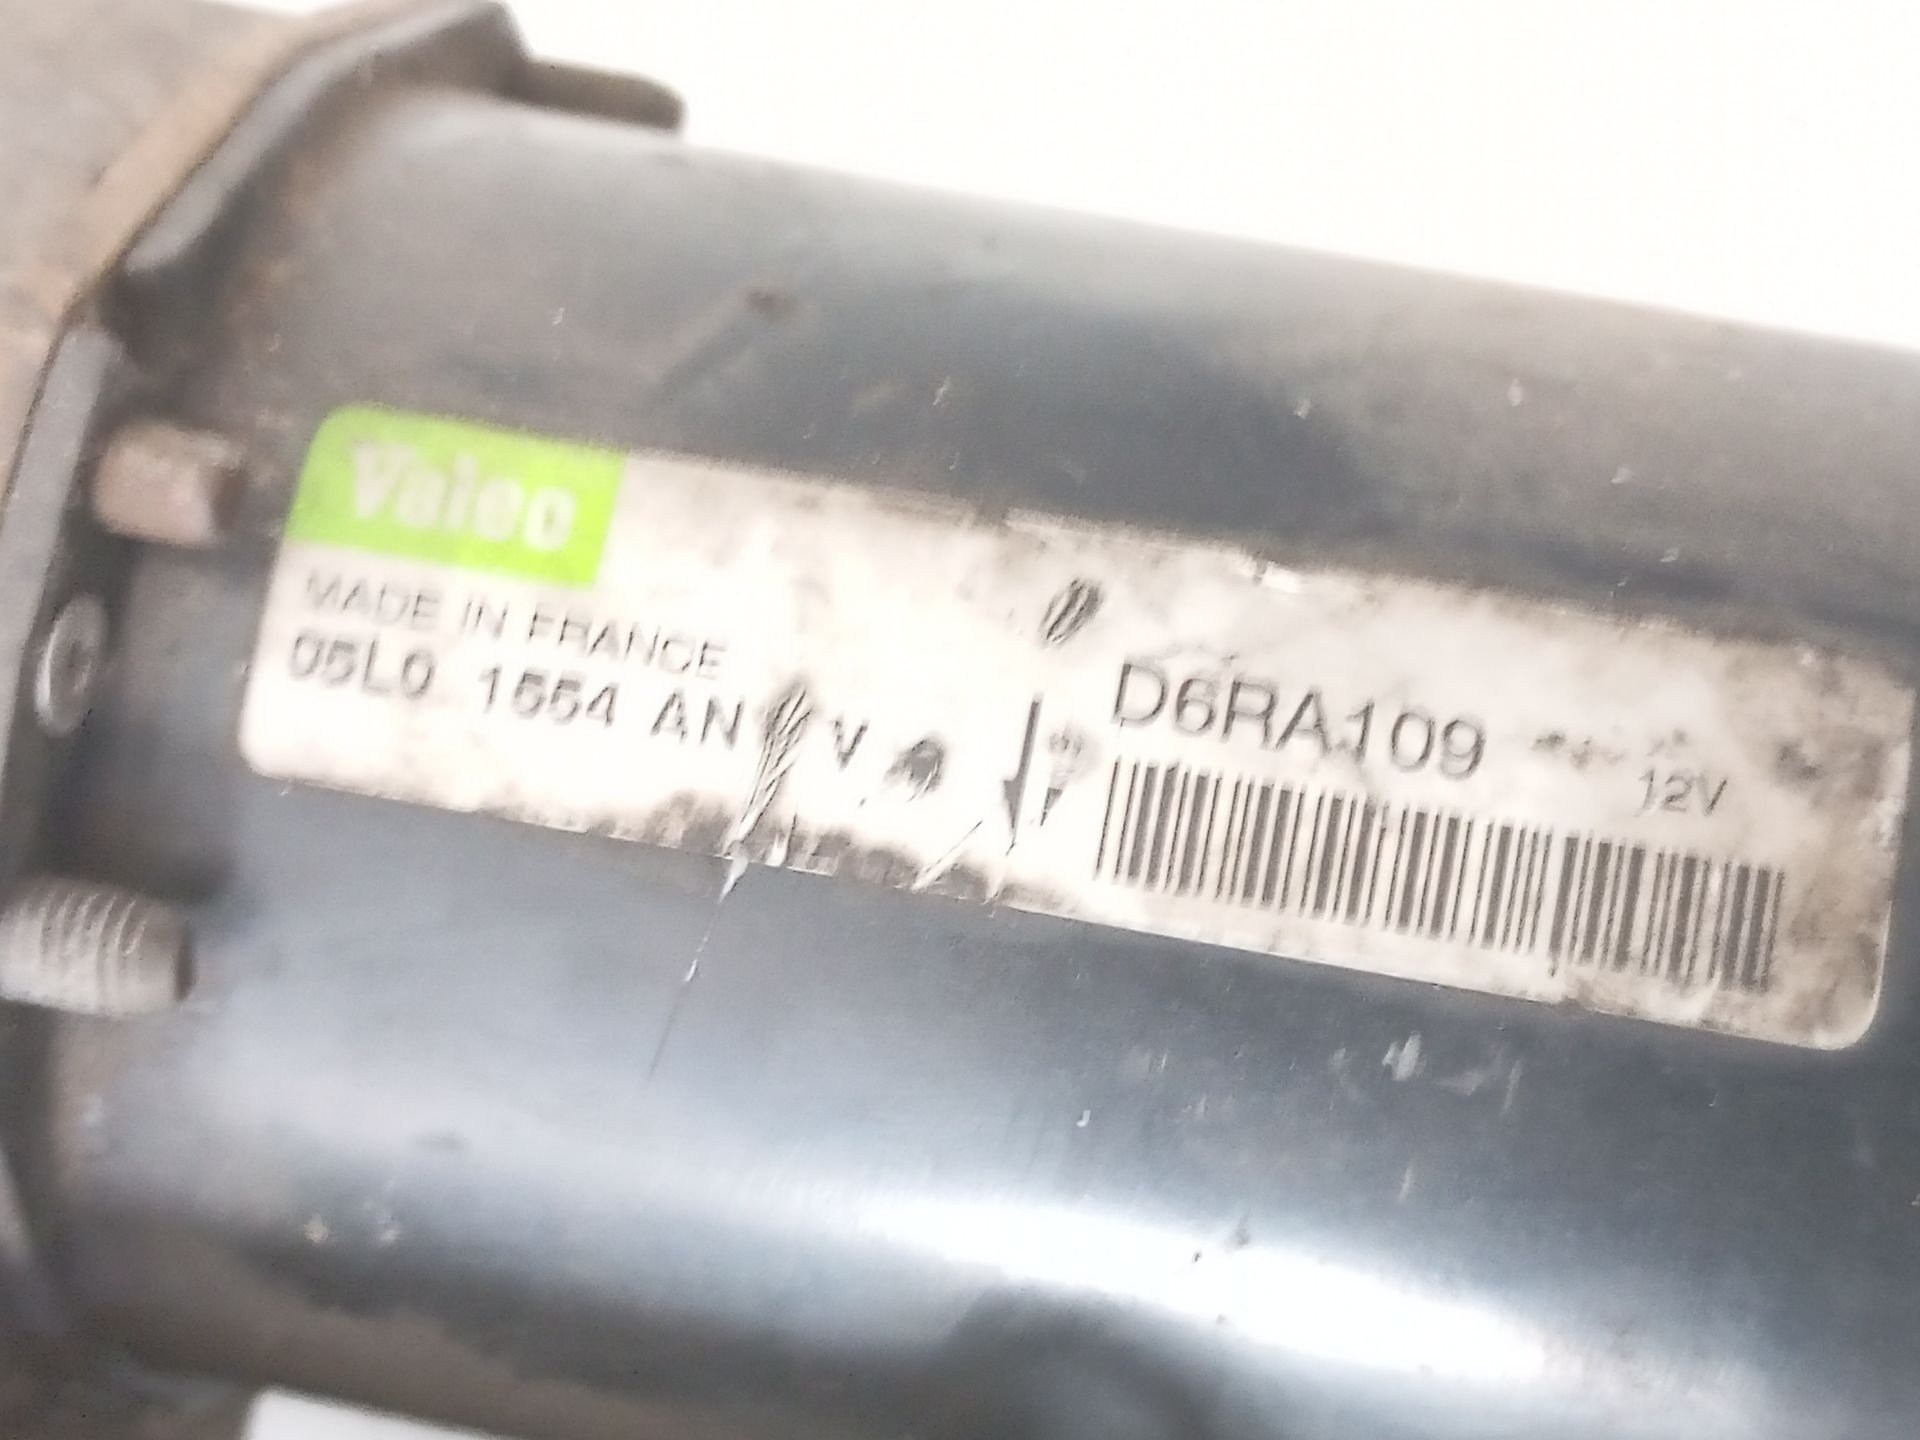 Valeo
MADE IN FRANCE
05L0 1554 AN V
D6RA109
12V